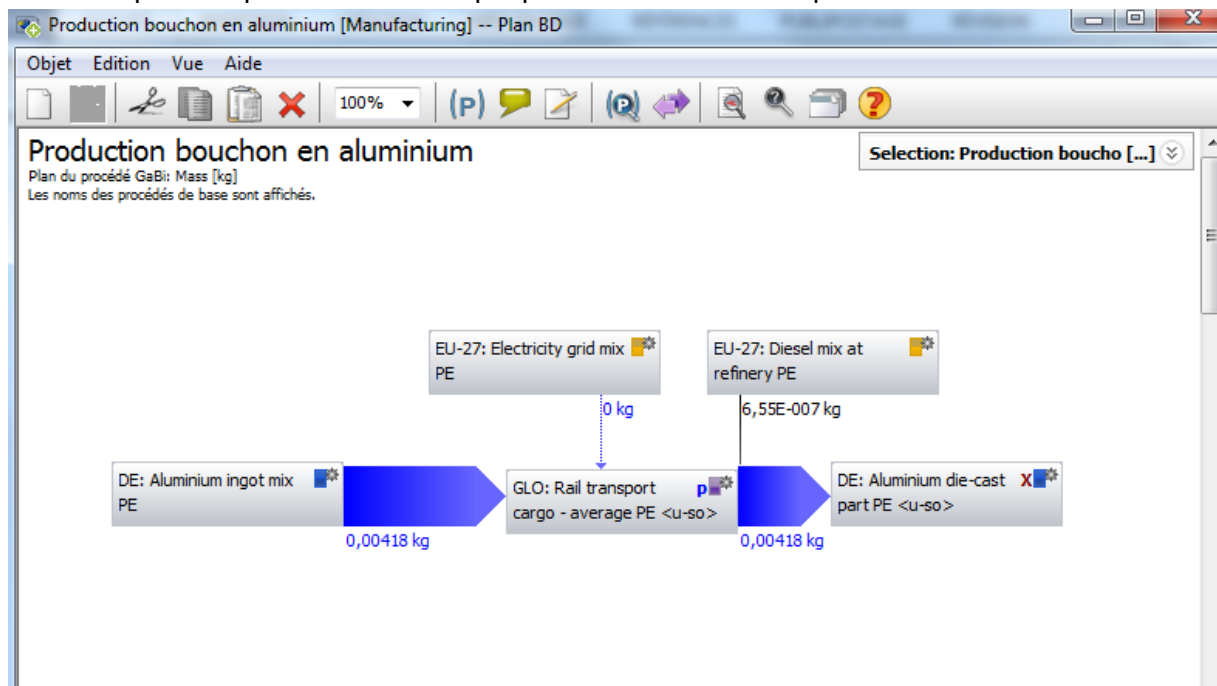 Production bouchon en aluminium [Manufacturing] -- Plan BD
Objet Edition Vue Aide
100% (P)
Production bouchon en aluminium
Plan du procédé GaBi: Mass [kg]
Les noms des procédés de base sont affichés.
Selection: Production boucho [...]
EU-27: Electricity grid mix
PE
EU-27: Diesel mix at
refinery PE
0 kg
6,55E-007 kg
DE: Aluminium ingot mix
PE
GLO: Rail transport p
cargo - average PE <u-so>
DE: Aluminium die-cast X
part PE <u-so>
0,00418 kg
0,00418 kg